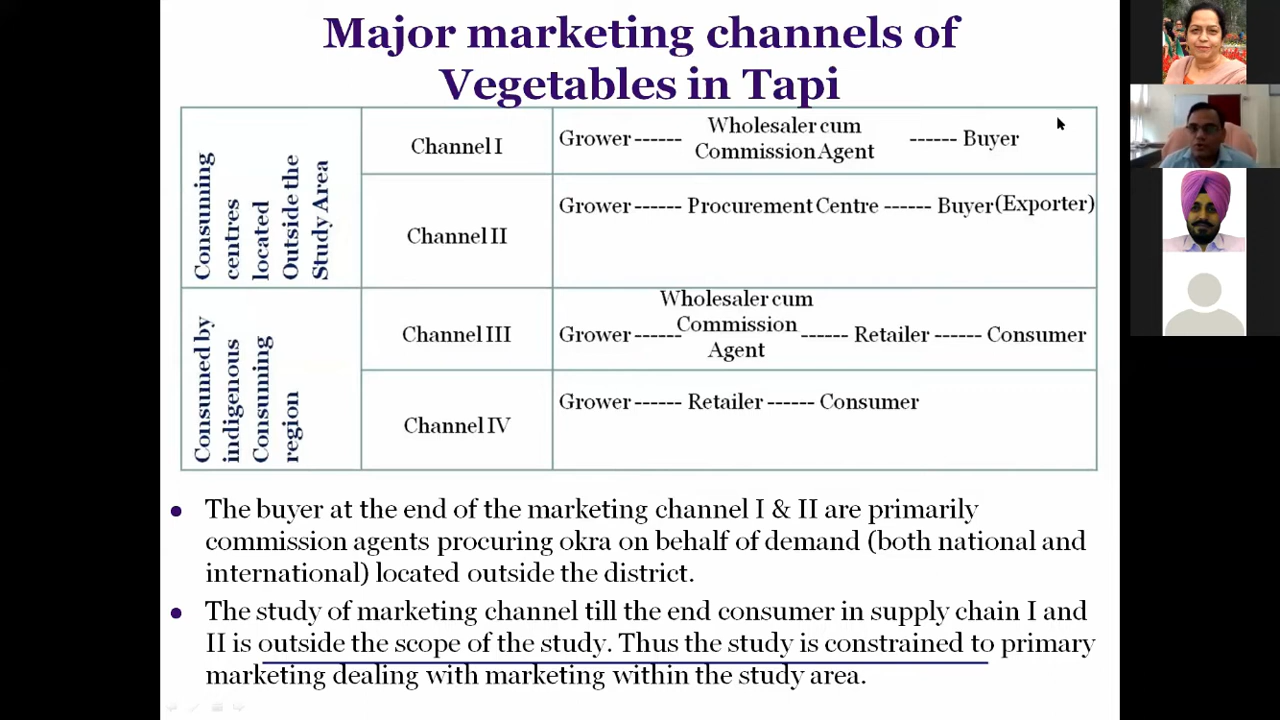 Major marketing channels of
Vegetables in Tapi
Consuming
centres
located
Outside the
Study Area
Channel I
Grower ------ Wholesaler cum
Commission Agent ------ Buyer
Channel II
Grower ------ Procurement Centre ------ Buyer (Exporter)
Consumed by
indigenous
Consuming
region
Channel III
Wholesaler cum
Grower ------ Commission ------ Retailer ------ Consumer
Agent
Channel IV
Grower ------ Retailer ------ Consumer
The buyer at the end of the marketing channel I & II are primarily
commission agents procuring okra on behalf of demand (both national and
international) located outside the district.
The study of marketing channel till the end consumer in supply chain I and
II is outside the scope of the study. Thus the study is constrained to primary
marketing dealing with marketing within the study area.